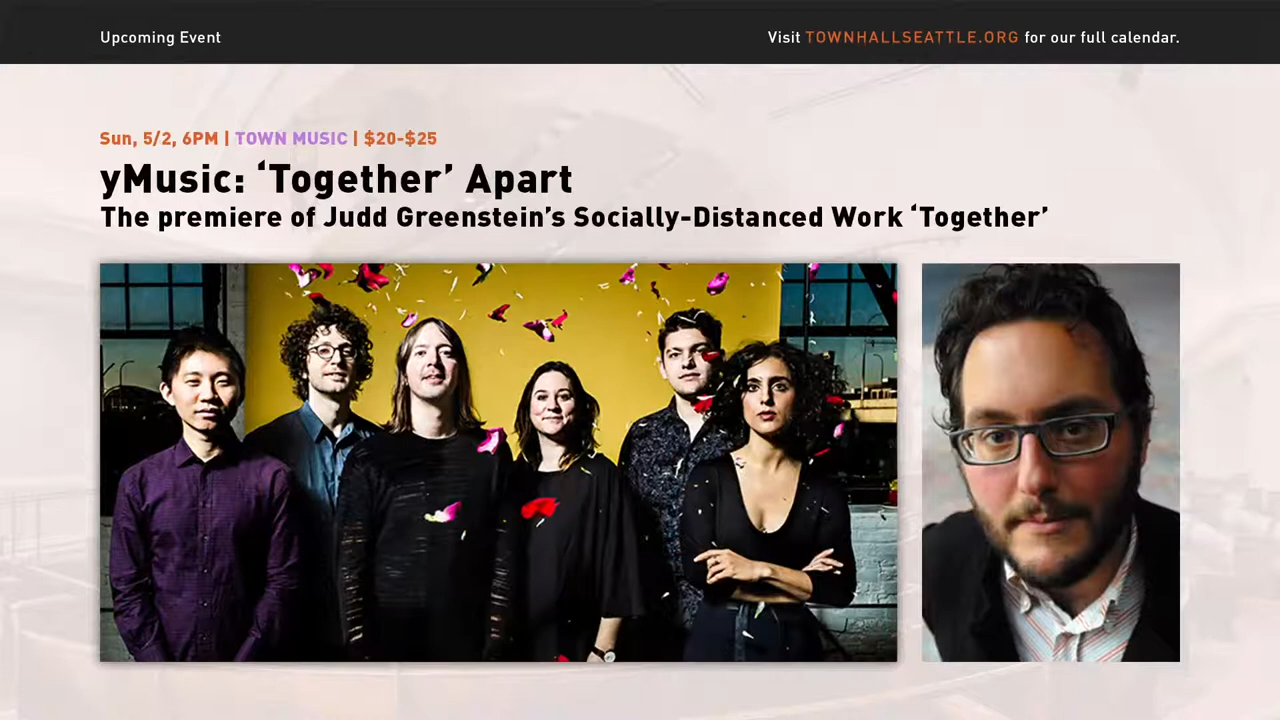 Upcoming Event
Visit TOWNHALLSEATTLE.ORG for our full calendar.
Sun, 5/2, 6PM | TOWN MUSIC | $20-$25
yMusic: ‘Together’ Apart
The premiere of Judd Greenstein’s Socially-Distanced Work ‘Together’